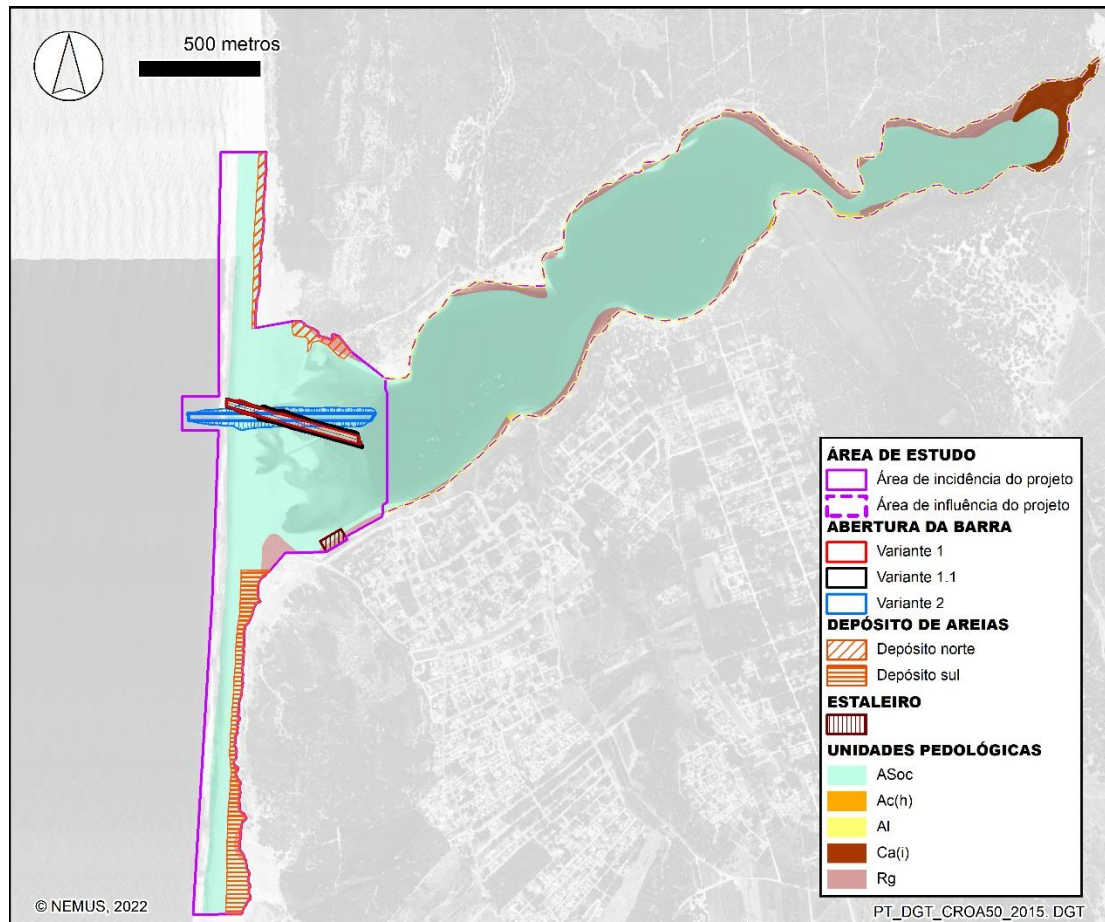 500 metros
ÁREA DE ESTUDO
Área de incidência do projeto
Área de influência do projeto
ABERTURA DA BARRA
Variante 1
Variante 1.1
Variante 2
DEPÓSITO DE AREIAS
Depósito norte
Depósito sul
ESTALEIRO
UNIDADES PEDOLÓGICAS
ASoc
Ac(h)
Al
Ca(i)
Rg
© NEMUS, 2022
PT_DGT_CROA50_2015. DGT